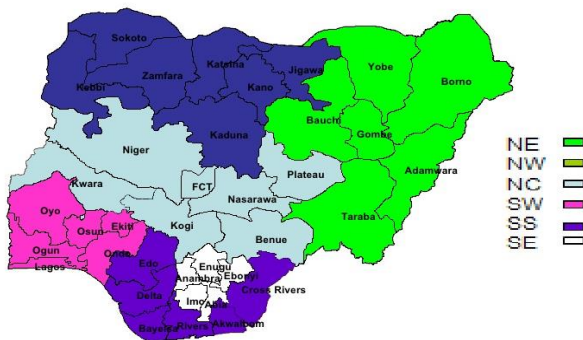 Sokoto
Katsina
Zamfara
Jigawa
Kano
Kebbi
Yobe
Borno
Kaduna
Bauchi
Gombe
Niger
Adamwara
Plateau
FCT
Kwara
Nasarawa
Taraba
Oyo
Kogi
Osun
Ekiti
Benue
Ogun
Ondo
Lagos
Edo
Enugu
Anambra
Ebonyi
Delta
Imo
Abia
Cross Rivers
Bayelsa
Rivers
Akwaibom
NE
NW
NC
SW
SS
SE